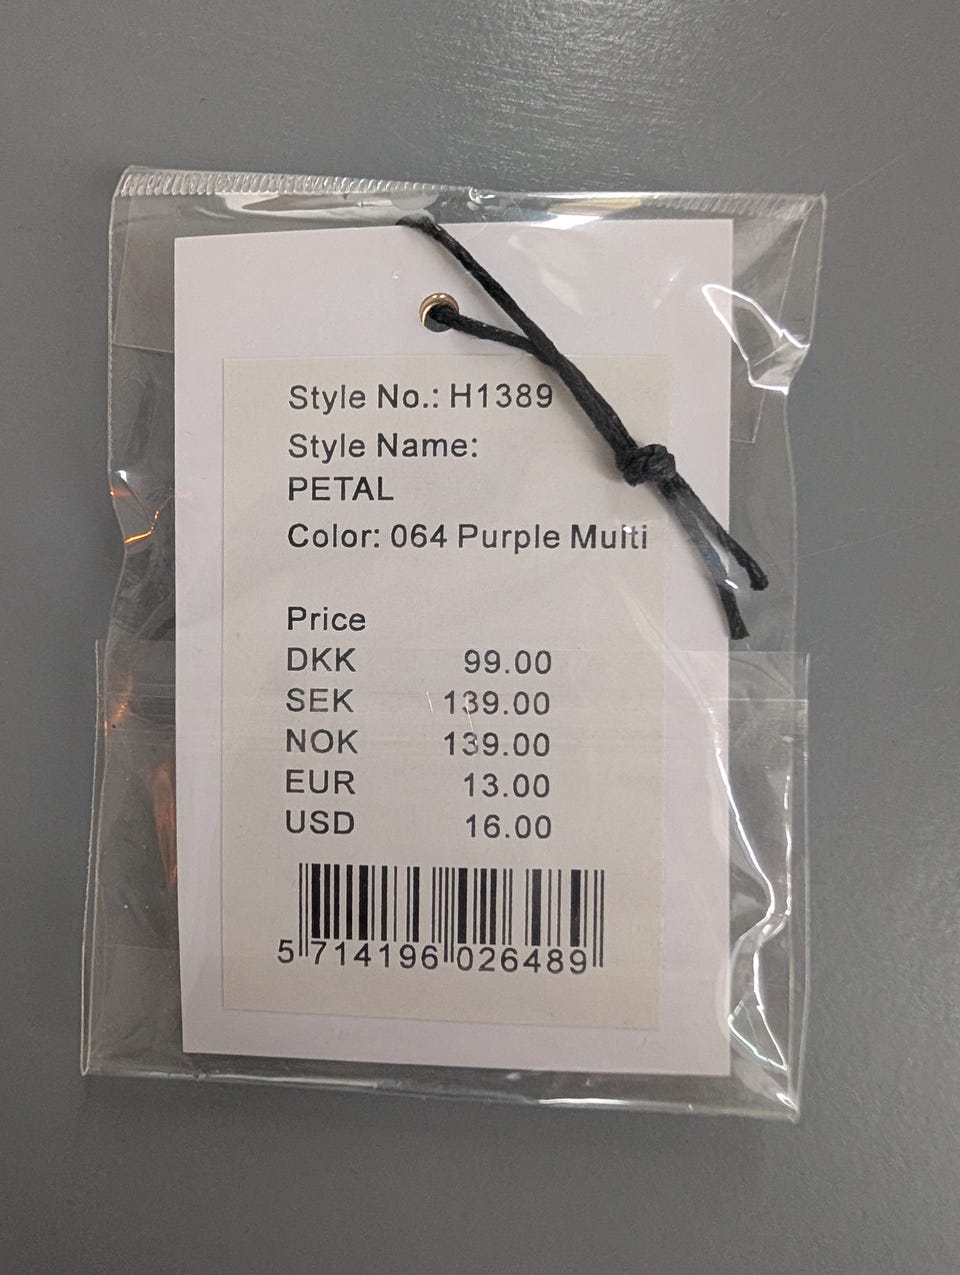 Style No.: H1389
Style Name:
PETAL
Color: 064 Purple Multi
Price
DKK 99.00
SEK 139.00
NOK 139.00
EUR 13.00
USD 16.00
5 714196 026489